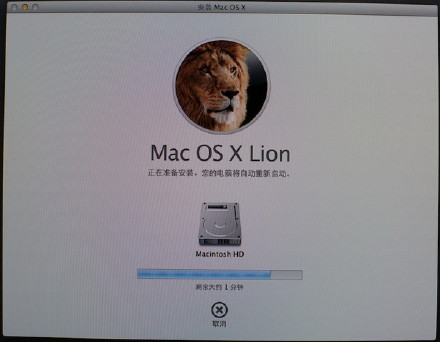 安装 Mac OS X
Mac OS X Lion
正在准备安装。您的电脑将自动重新启动。
Macintosh HD
剩余大约 1 分钟
取消